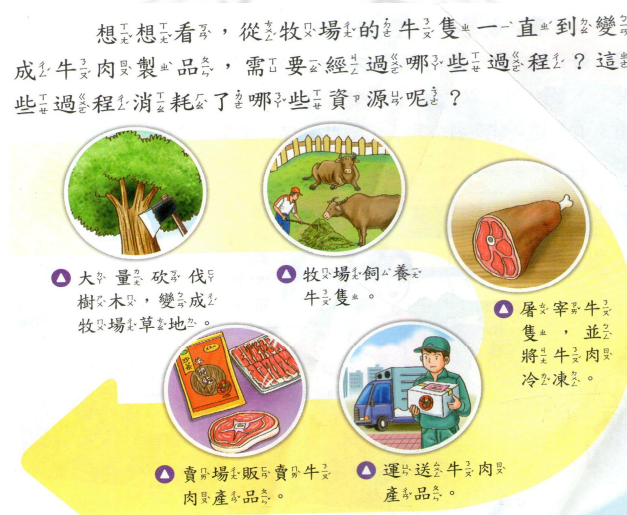 想想看，從牧場的牛隻一直到變
成牛肉製品，需要經過哪些過程？這
些過程消耗了哪些資源呢？
大量砍伐
樹木，變成
牧場草地。
牧場飼養
牛隻。
屠宰牛
隻，並
將牛肉
冷凍。
運送牛肉
產品。
賣場販賣牛
肉產品。